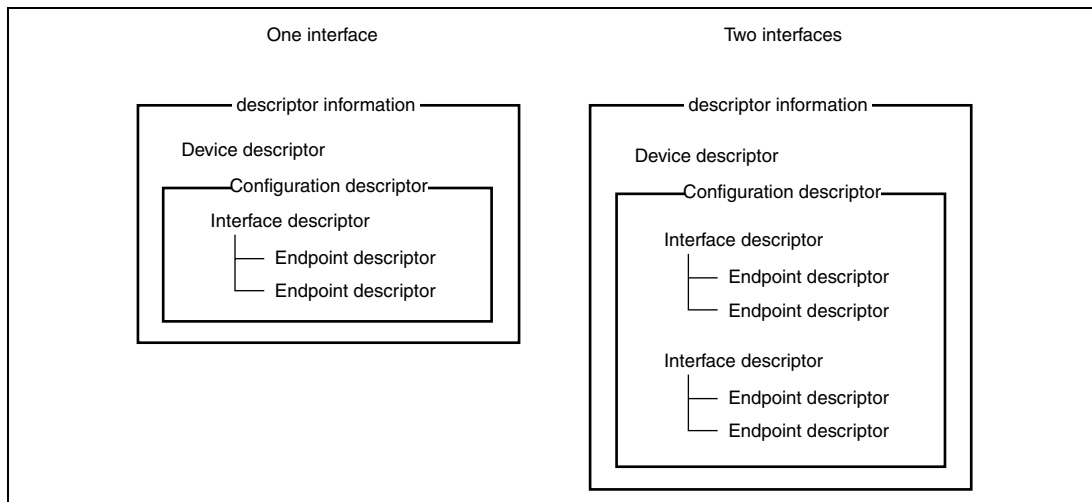 One interface
descriptor information
Device descriptor
Configuration descriptor
Interface descriptor
Endpoint descriptor
Endpoint descriptor
Two interfaces
descriptor information
Device descriptor
Configuration descriptor
Interface descriptor
Endpoint descriptor
Endpoint descriptor
Interface descriptor
Endpoint descriptor
Endpoint descriptor